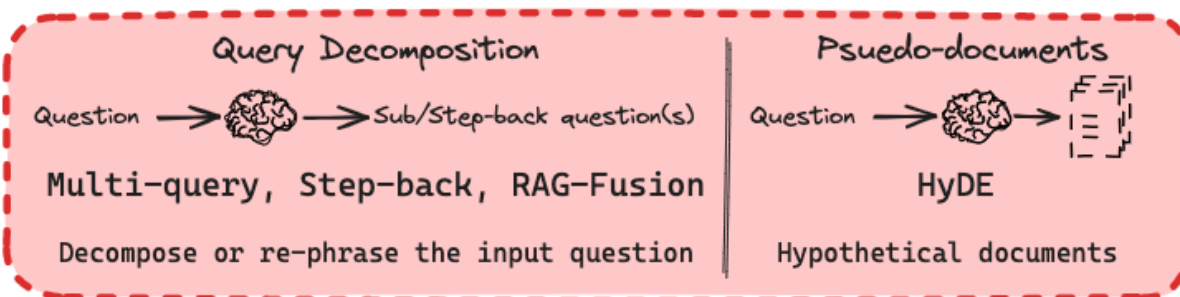 Query Decomposition
Question
Sub/Step-back question(s)
Multi-query, Step-back, RAG-Fusion
Decompose or re-phrase the input question
Psuedo-documents
Question
HyDE
Hypothetical documents